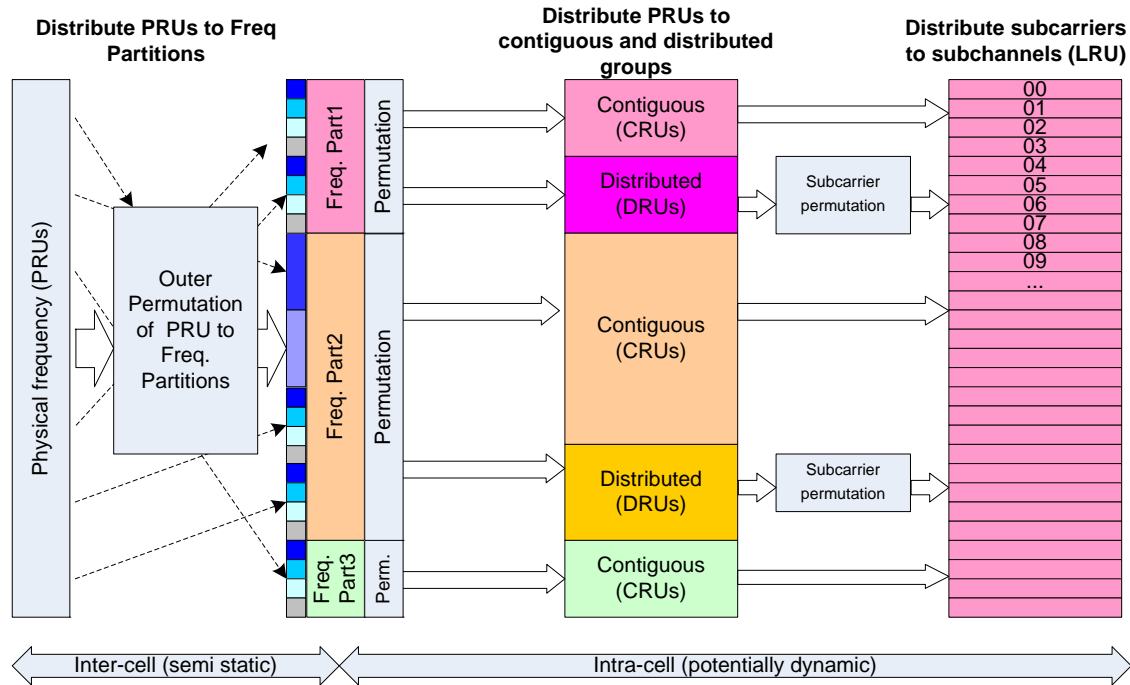 Distribute PRUs to Freq
Partitions
Distribute PRUs to
contiguous and distributed
groups
Distribute subcarriers
to subchannels (LRU)
Physical frequency (PRUs)
Outer
Permutation
of PRU to
Freq.
Partitions
Freq. Part1
Permutation
Freq. Part2
Permutation
Freq.
Part3
Perm.
Contiguous
(CRUs)
Distributed
(DRUs)
Contiguous
(CRUs)
Distributed
(DRUs)
Contiguous
(CRUs)
Subcarrier
permutation
Subcarrier
permutation
00
01
02
03
04
05
06
07
08
09
...
Inter-cell (semi static)
Intra-cell (potentially dynamic)